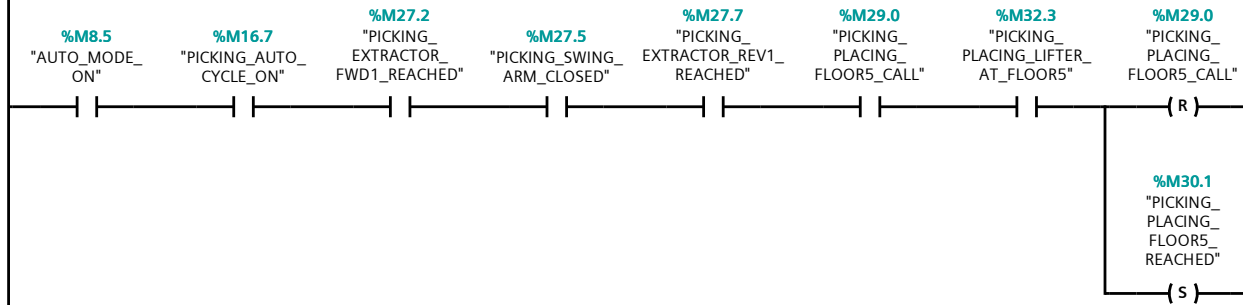 %M8.5
"AUTO_MODE_
ON"
%M16.7
"PICKING_AUTO_
CYCLE_ON"
%M27.2
"PICKING_
EXTRACTOR_
FWD1_REACHED"
%M27.5
"PICKING_SWING_
ARM_CLOSED"
%M27.7
"PICKING_
EXTRACTOR_REV1_
REACHED"
%M29.0
"PICKING_
PLACING_
FLOOR5_CALL"
%M32.3
"PICKING_
PLACING_LIFTER_
AT_FLOOR5"
%M29.0
"PICKING_
PLACING_
FLOOR5_CALL"
R
%M30.1
"PICKING_
PLACING_
FLOOR5_
REACHED"
S